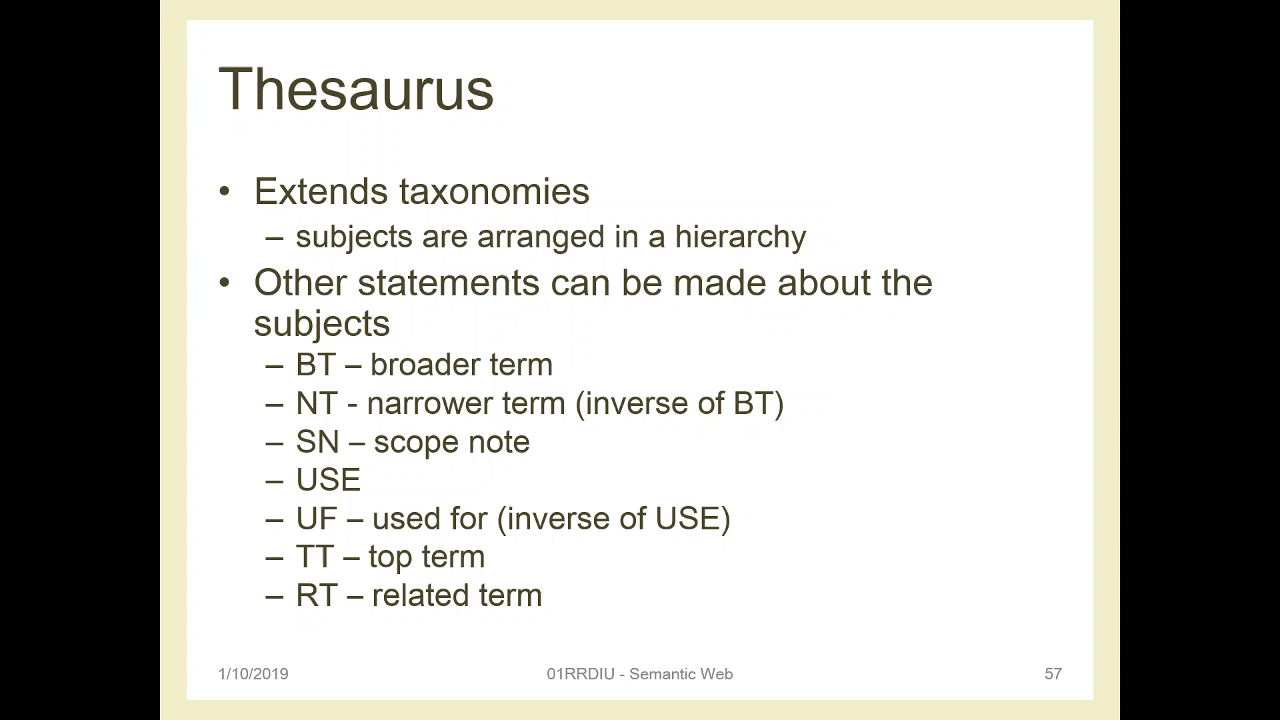 Thesaurus
• Extends taxonomies
– subjects are arranged in a hierarchy
• Other statements can be made about the
subjects
– BT – broader term
– NT - narrower term (inverse of BT)
– SN – scope note
– USE
– UF – used for (inverse of USE)
– TT – top term
– RT – related term
1/10/2019 01RRDIU - Semantic Web 57